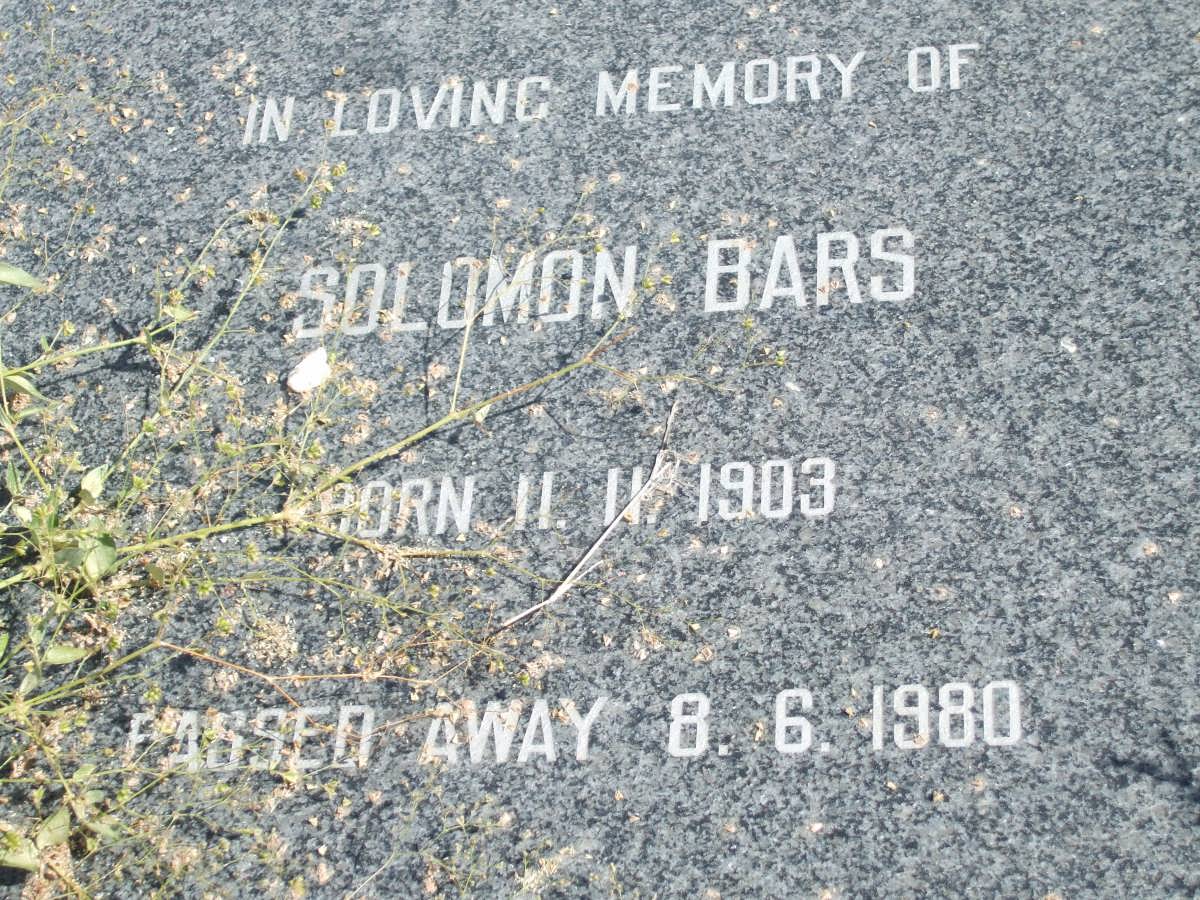 IN LOVING MEMORY OF
SOLOMON BARS
BORN 11. 11. 1903
PASSED AWAY 8. 6. 1980